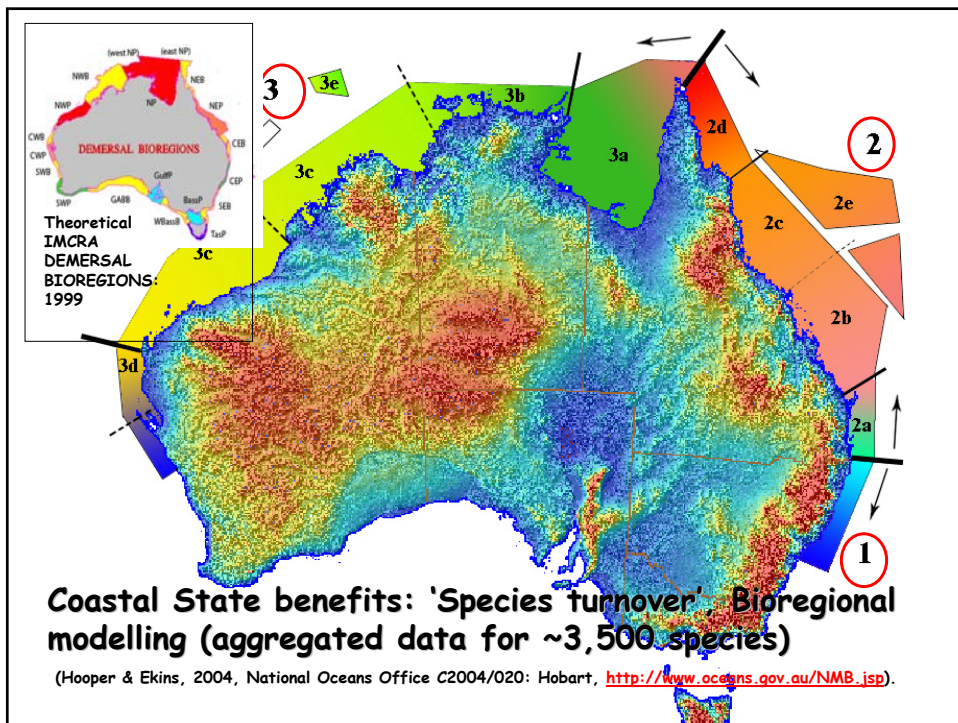 (west NP) (east NP)
NWB
NEB
NWP
NP
NEP
CWB
CEB
DEMERSAL BIOREGIONS
CWP
SWB
GulfP
CEP
SWP
BassP
GABB
SEB
WBassB
TasP
Theoretical
IMCRA
DEMERSAL
BIOREGIONS:
1999
3
3e
3b
3a
2d
2
2e
3c
2c
3c
2b
3d
2a
1
Coastal State benefits: ‘Species turnover’, Bioregional
modelling (aggregated data for ~3,500 species)
(Hooper & Ekins, 2004, National Oceans Office C2004/020: Hobart, http://www.oceans.gov.au/NMB.jsp).